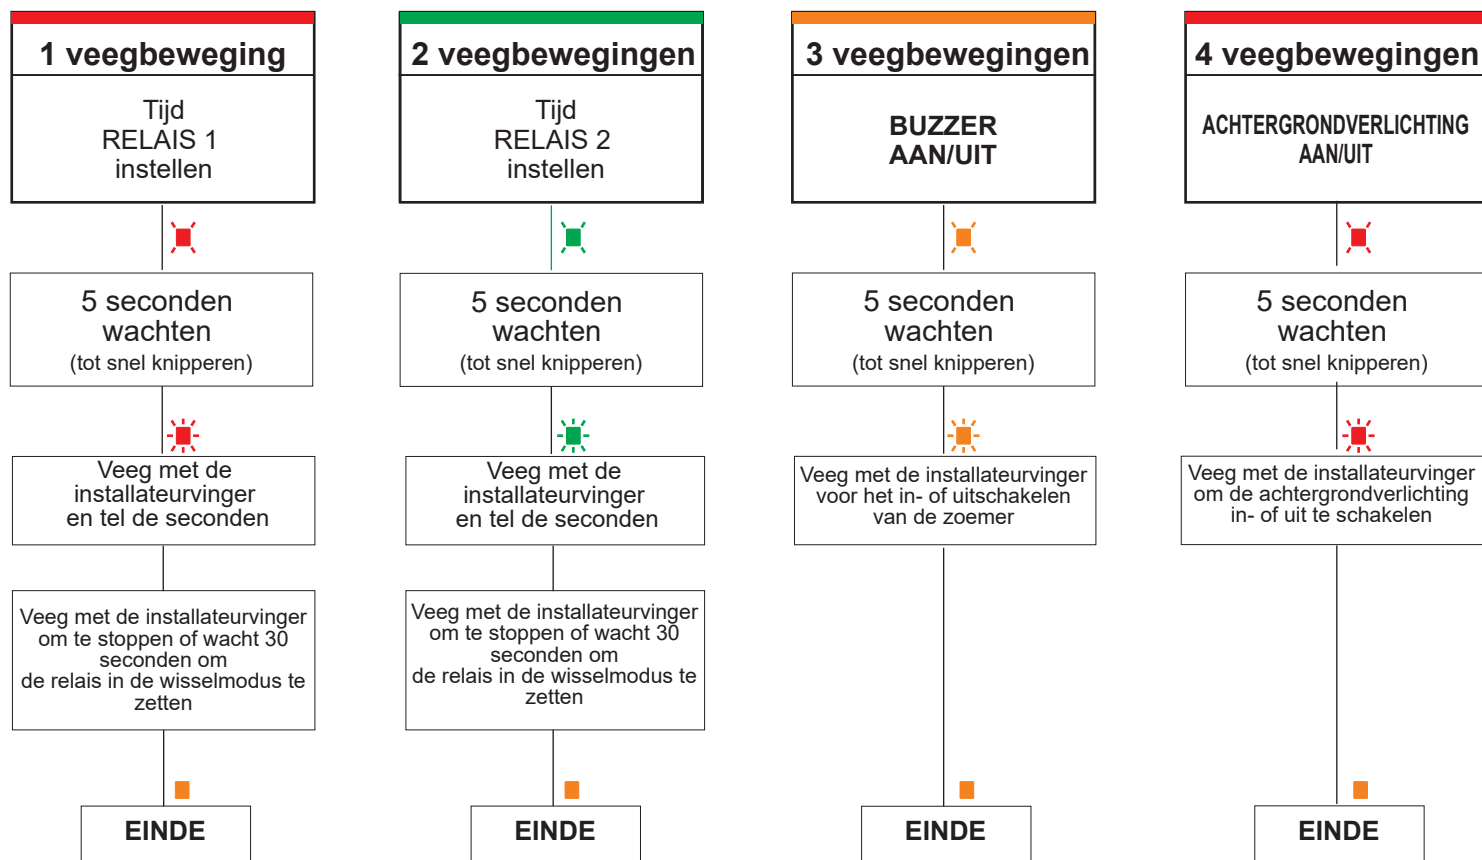 1 veegbeweging
Tijd
RELAIS 1
instellen
5 seconden
wachten
(tot snel knipperen)
Veeg met de
installateurvinger
en tel de seconden
Veeg met de installateurvinger
om te stoppen of wacht 30
seconden om
de relais in de wisselmodus te
zetten
EINDE
2 veegbewegingen
Tijd
RELAIS 2
instellen
5 seconden
wachten
(tot snel knipperen)
Veeg met de
installateurvinger
en tel de seconden
Veeg met de installateurvinger
om te stoppen of wacht 30
seconden om
de relais in de wisselmodus te
zetten
EINDE
3 veegbewegingen
BUZZER
AAN/UIT
5 seconden
wachten
(tot snel knipperen)
Veeg met de installateurvinger
voor het in- of uitschakelen
van de zoemer
EINDE
4 veegbewegingen
ACHTERGRONDVERLICHTING
AAN/UIT
5 seconden
wachten
(tot snel knipperen)
Veeg met de installateurvinger
om de achtergrondverlichting
in- of uit te schakelen
EINDE